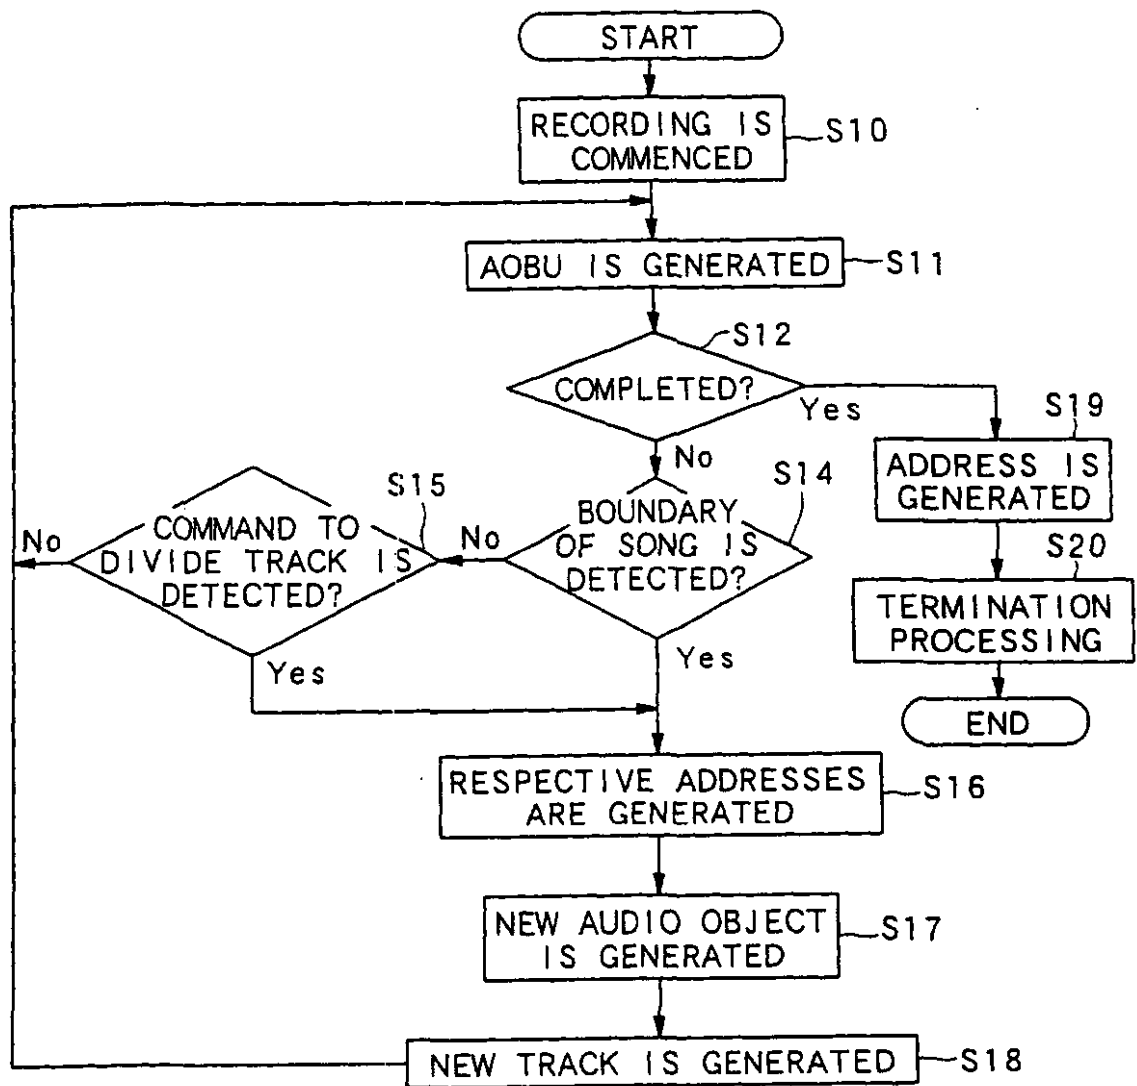 START
RECORDING IS
COMMENCED
S10
AOBU IS GENERATED
S11
S12
COMPLETED?
Yes
No
S19
ADDRESS IS
GENERATED
S20
TERMINATION
PROCESSING
END
S14
BOUNDARY
OF SONG IS
DETECTED?
No
Yes
S15
COMMAND TO
DIVIDE TRACK IS
DETECTED?
No
Yes
RESPECTIVE ADDRESSES
ARE GENERATED
S16
NEW AUDIO OBJECT
IS GENERATED
S17
NEW TRACK IS GENERATED
S18